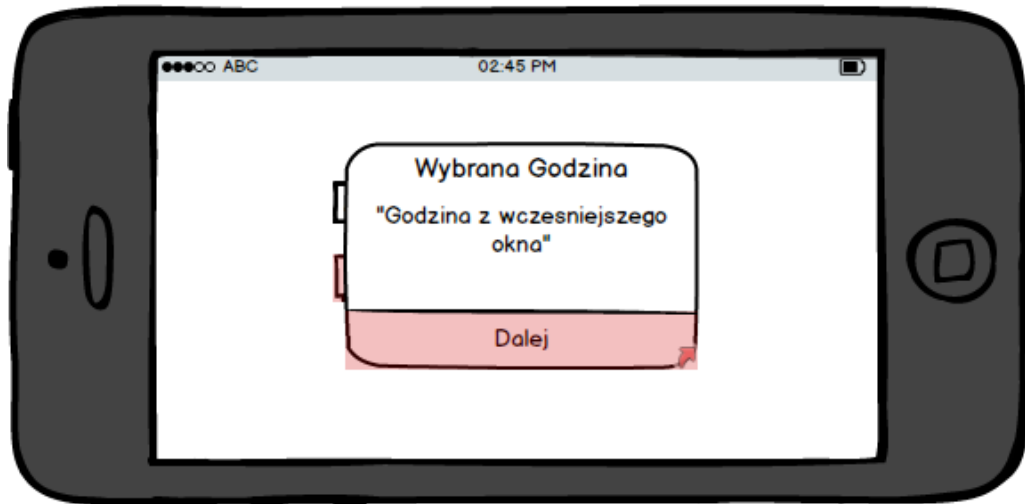 ABC 02:45 PM
Wybrana Godzina
"Godzina z wczesniejszego
okna"
Dalej